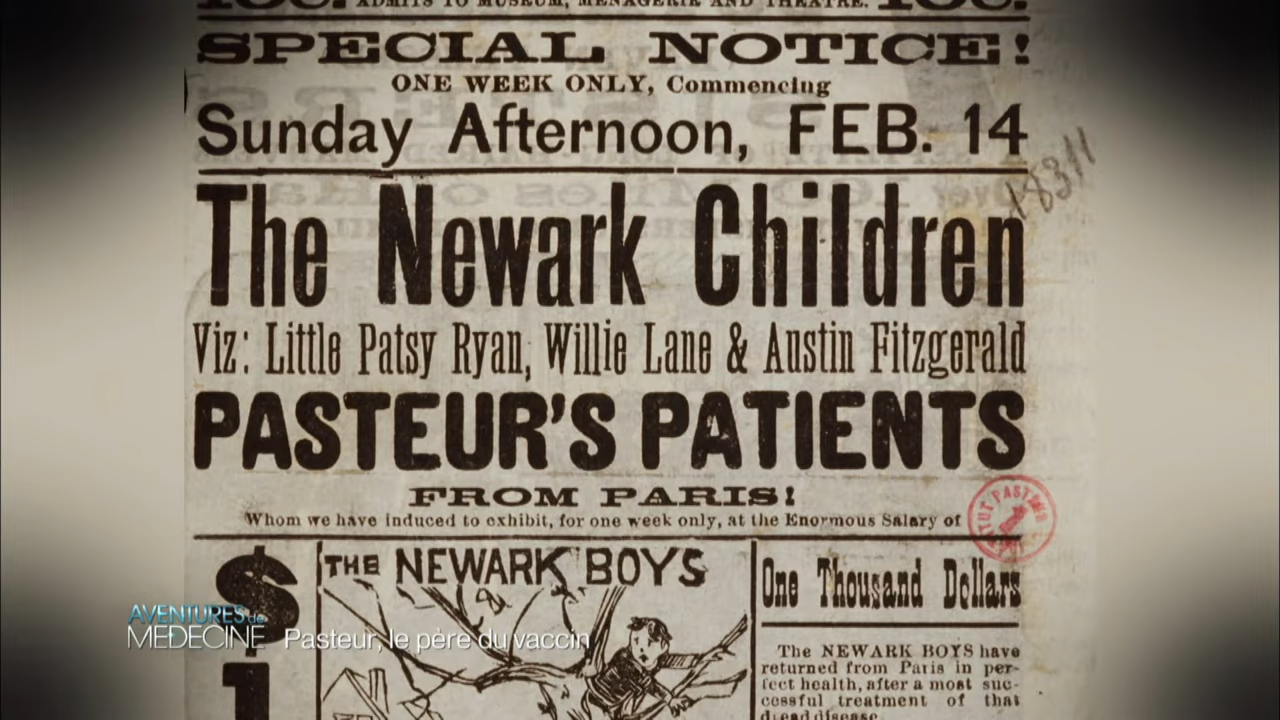 10C. ADMITS TO MUSEUM, MENAGERIE AND THEATRE. 10C.
SPECIAL NOTICE!
ONE WEEK ONLY, Commencing
Sunday Afternoon, FEB. 14
The Newark Children
Viz: Little Patsy Ryan, Willie Lane & Austin Fitzgerald
PASTEUR'S PATIENTS
FROM PARIS!
Whom we have induced to exhibit, for one week only, at the Enormous Salary of
$1
THE NEWARK BOYS
One Thousand Dollars
The NEWARK BOYS have
returned from Paris in per-
fect health, after a most suc-
cessful treatment of that
dread disease
AVENTURES de
MEDECINE Pasteur, le père du vaccin